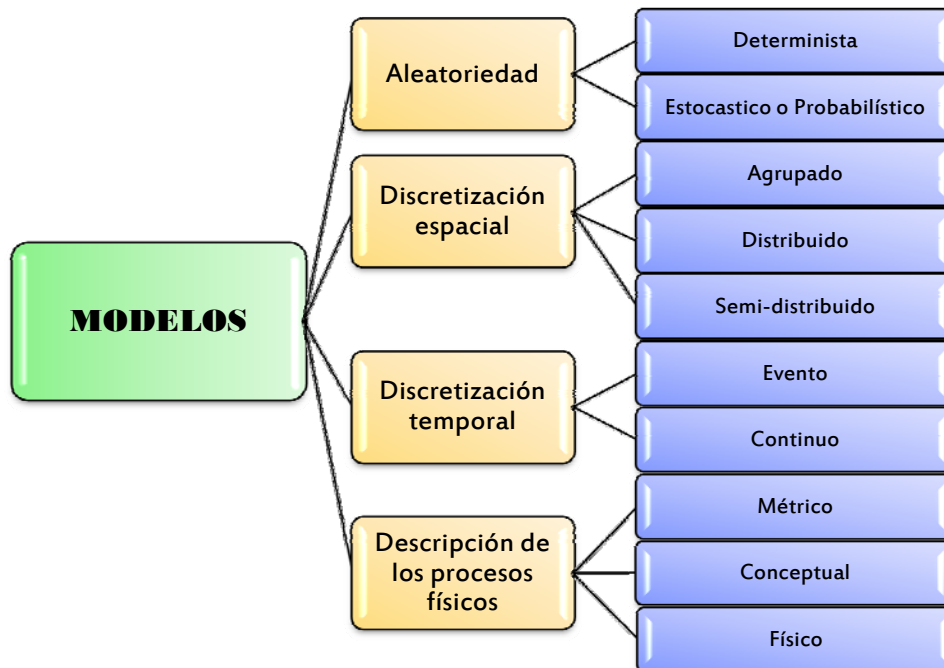 MODELOS
Aleatoriedad
Determinista
Estocastico o Probabilístico
Discretización
espacial
Agrupado
Distribuido
Semi-distribuido
Discretización
temporal
Evento
Continuo
Descripción de
los procesos
físicos
Métrico
Conceptual
Físico